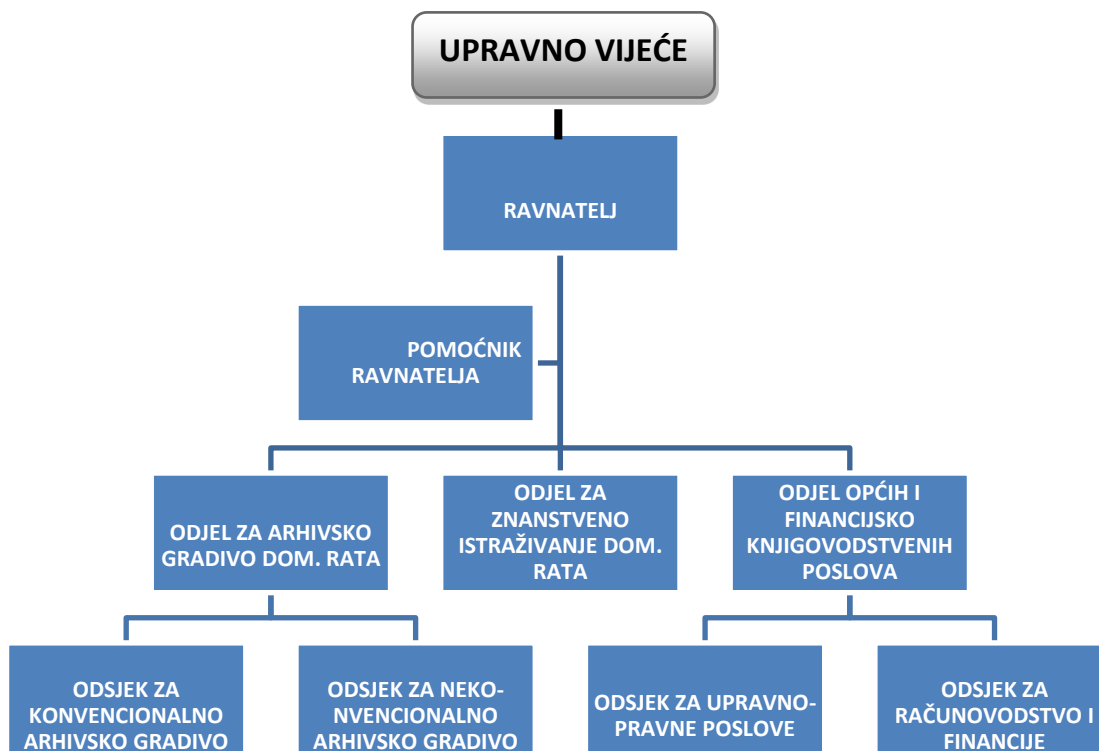 UPRAVNO VIJEĆE
RAVNATELJ
POMOĆNIK
RAVNATELJA
ODJEL ZA ARHIVSKO
GRADIVO DOM. RATA
ODJEL ZA
ZNANSTVENO
ISTRAŽIVANJE DOM.
RATA
ODJEL OPĆIH I
FINANCIJSKO
KNJIGOVODSTVENIH
POSLOVA
ODSJEK ZA
KONVENCIONALNO
ARHIVSKO GRADIVO
ODSJEK ZA NEKO-
NVENCIONALNO
ARHIVSKO GRADIVO
ODSJEK ZA UPRAVNO-
PRAVNE POSLOVE
ODSJEK ZA
RAČUNOVODSTVO I
FINANCIJE